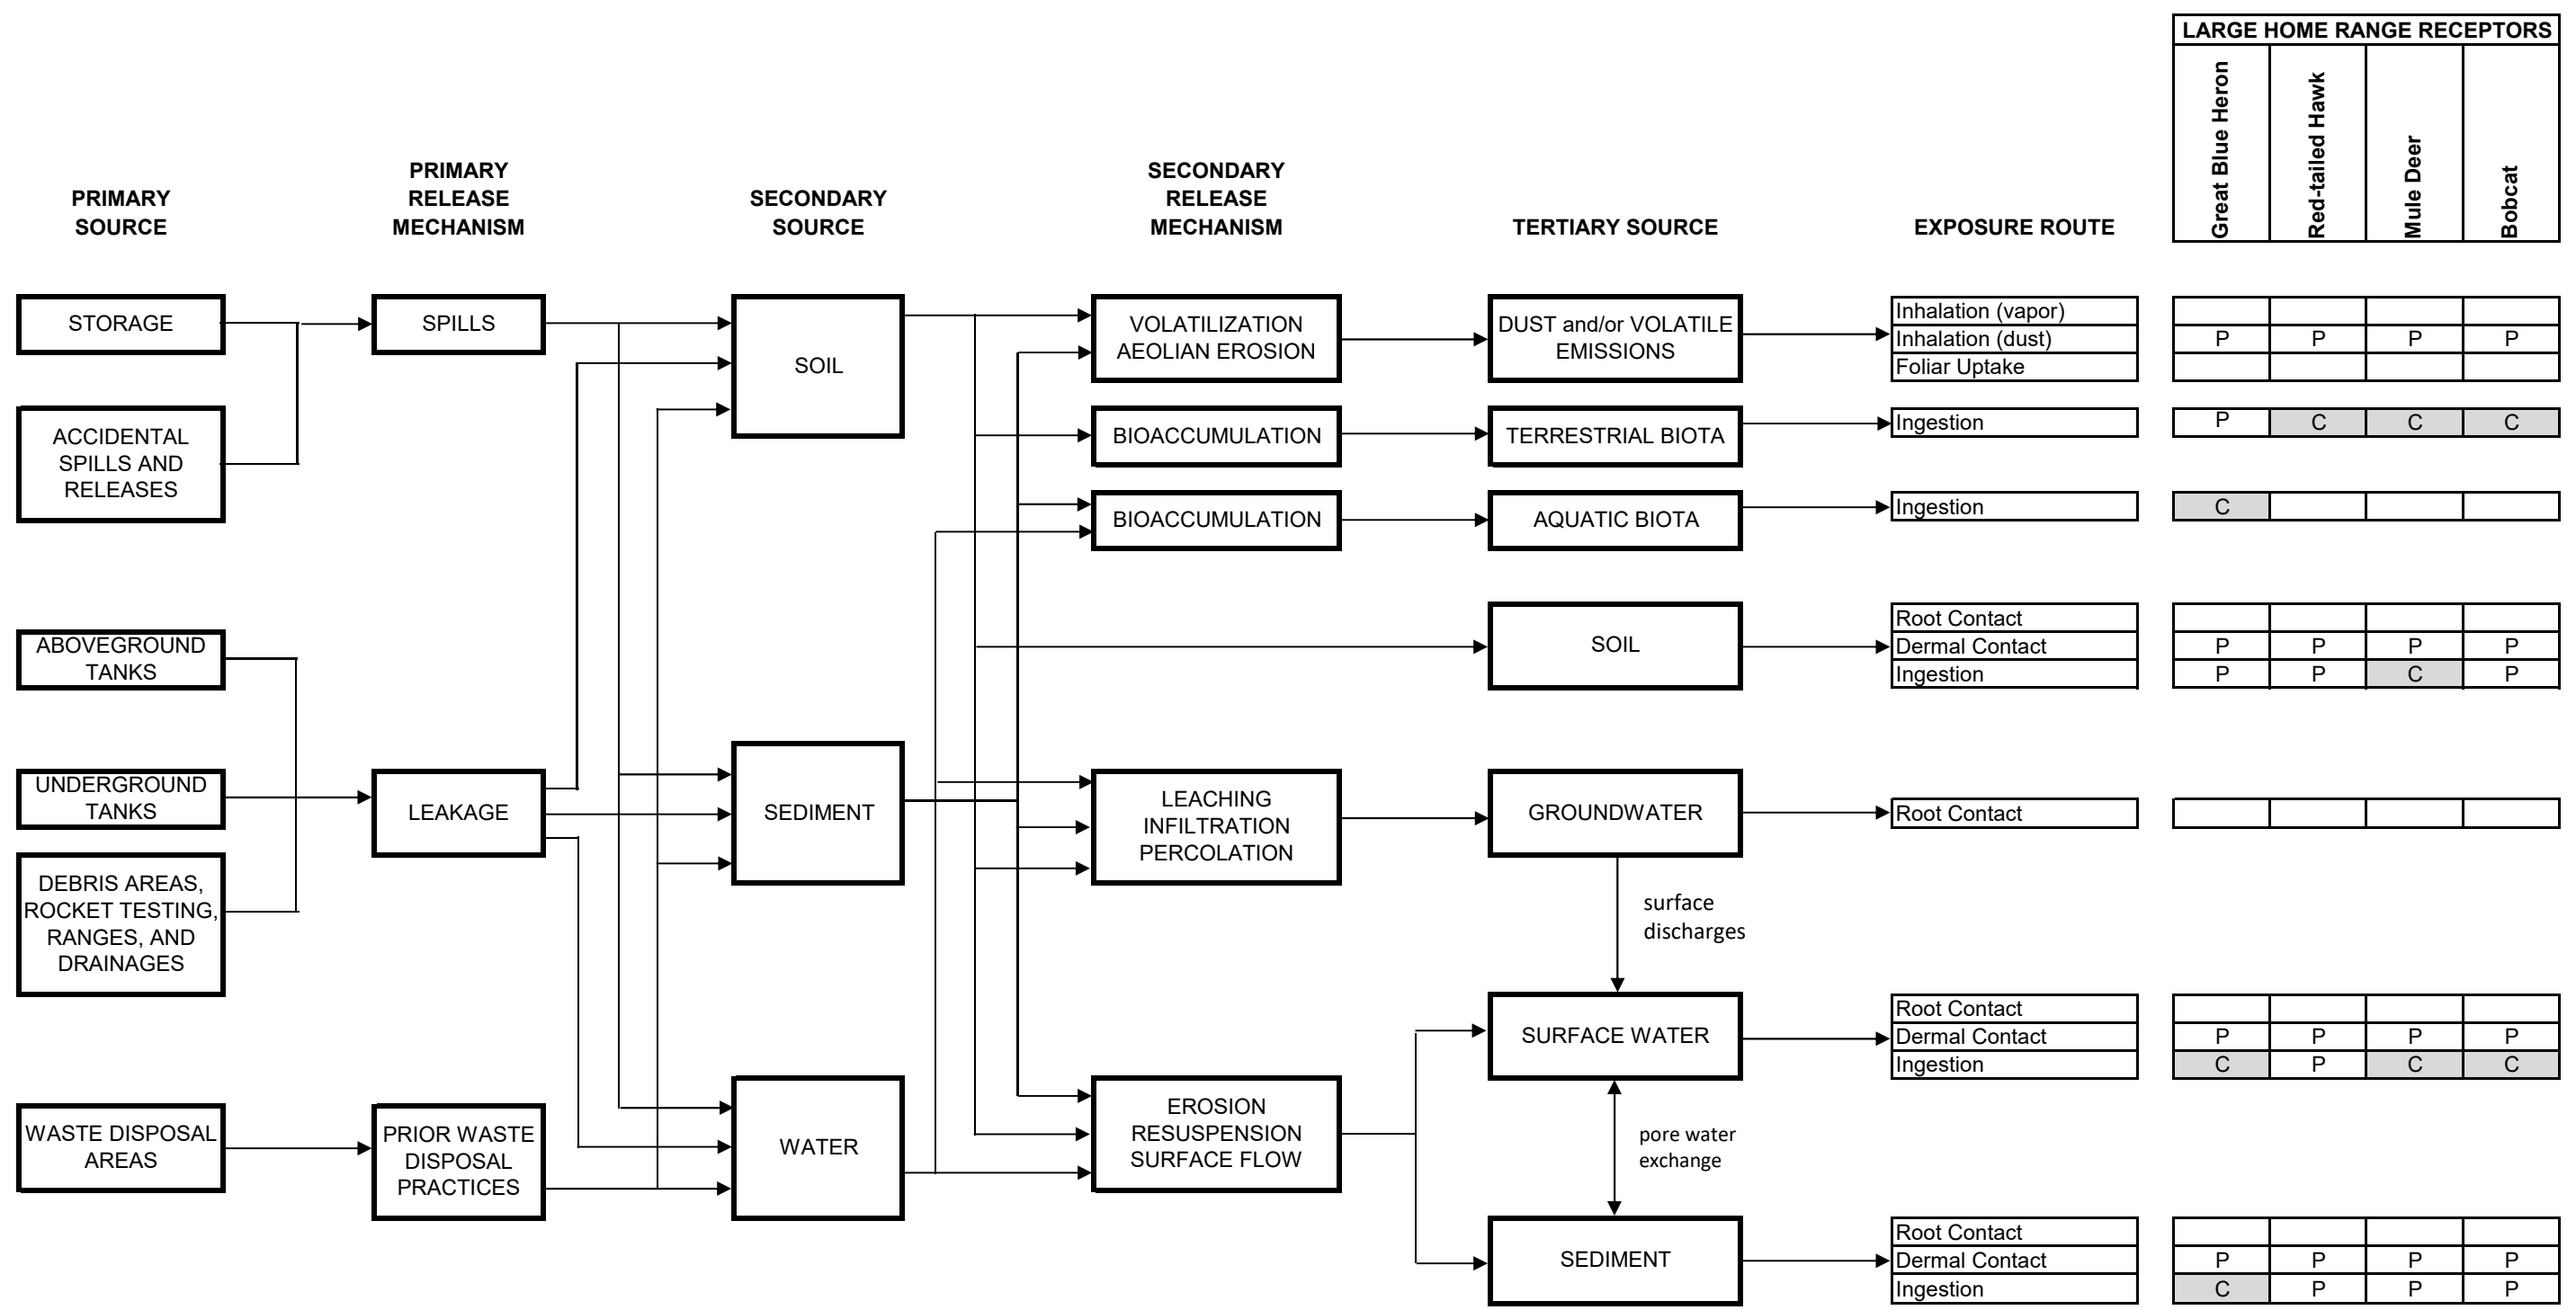 LARGE HOME RANGE RECEPTORS
Great Blue Heron
Red-tailed Hawk
Mule Deer
Bobcat
PRIMARY
SOURCE
PRIMARY
RELEASE
MECHANISM
SECONDARY
SOURCE
SECONDARY
RELEASE
MECHANISM
TERTIARY SOURCE
EXPOSURE ROUTE
STORAGE
SPILLS
SOIL
VOLATILIZATION
AEOLIAN EROSION
DUST and/or VOLATILE
EMISSIONS
Inhalation (vapor)
Inhalation (dust) P P P P
Foliar Uptake
ACCIDENTAL
SPILLS AND
RELEASES
BIOACCUMULATION
TERRESTRIAL BIOTA
Ingestion P C C C
BIOACCUMULATION
AQUATIC BIOTA
Ingestion C
ABOVEGROUND
TANKS
SOIL
Root Contact
Dermal Contact P P P P
Ingestion P P C P
UNDERGROUND
TANKS
LEAKAGE
SEDIMENT
LEACHING
INFILTRATION
PERCOLATION
GROUNDWATER
Root Contact
DEBRIS AREAS,
ROCKET TESTING,
RANGES, AND
DRAINAGES
surface
discharges
SURFACE WATER
Root Contact
Dermal Contact P P P P
Ingestion C P C C
WASTE DISPOSAL
AREAS
PRIOR WASTE
DISPOSAL
PRACTICES
WATER
EROSION
RESUSPENSION
SURFACE FLOW
pore water
exchange
SEDIMENT
Root Contact
Dermal Contact P P P P
Ingestion C P P P